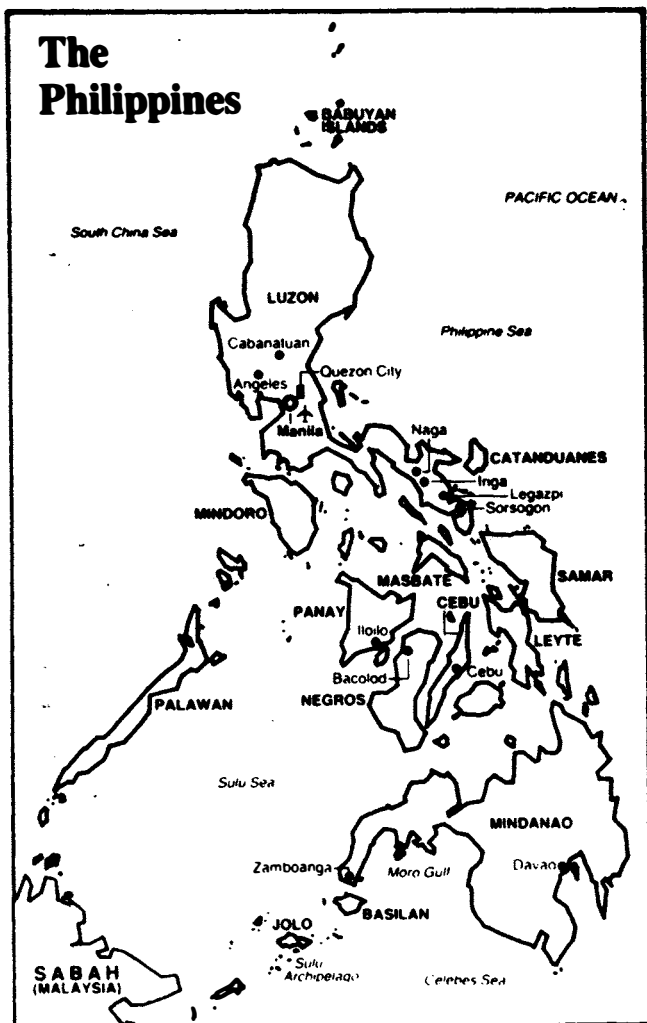 The
Philippines
BABUYAN
ISLANDS
PACIFIC OCEAN
South China Sea
LUZON
Philippine Sea
Cabanatuan
Quezon City
Angeles
Manila
Naga
CATANDUANES
Iriga
Legazpi
Sorsogon
MINDORO
MASBATE
SAMAR
PANAY
CEBU
Iloilo
LEYTE
Bacolod
Cebu
NEGROS
PALAWAN
Sulu Sea
MINDANAO
Zamboanga
Moro Gulf
Davao
BASILAN
JOLO
Sulu
Archipelago
SABAH
(MALAYSIA)
Celebes Sea